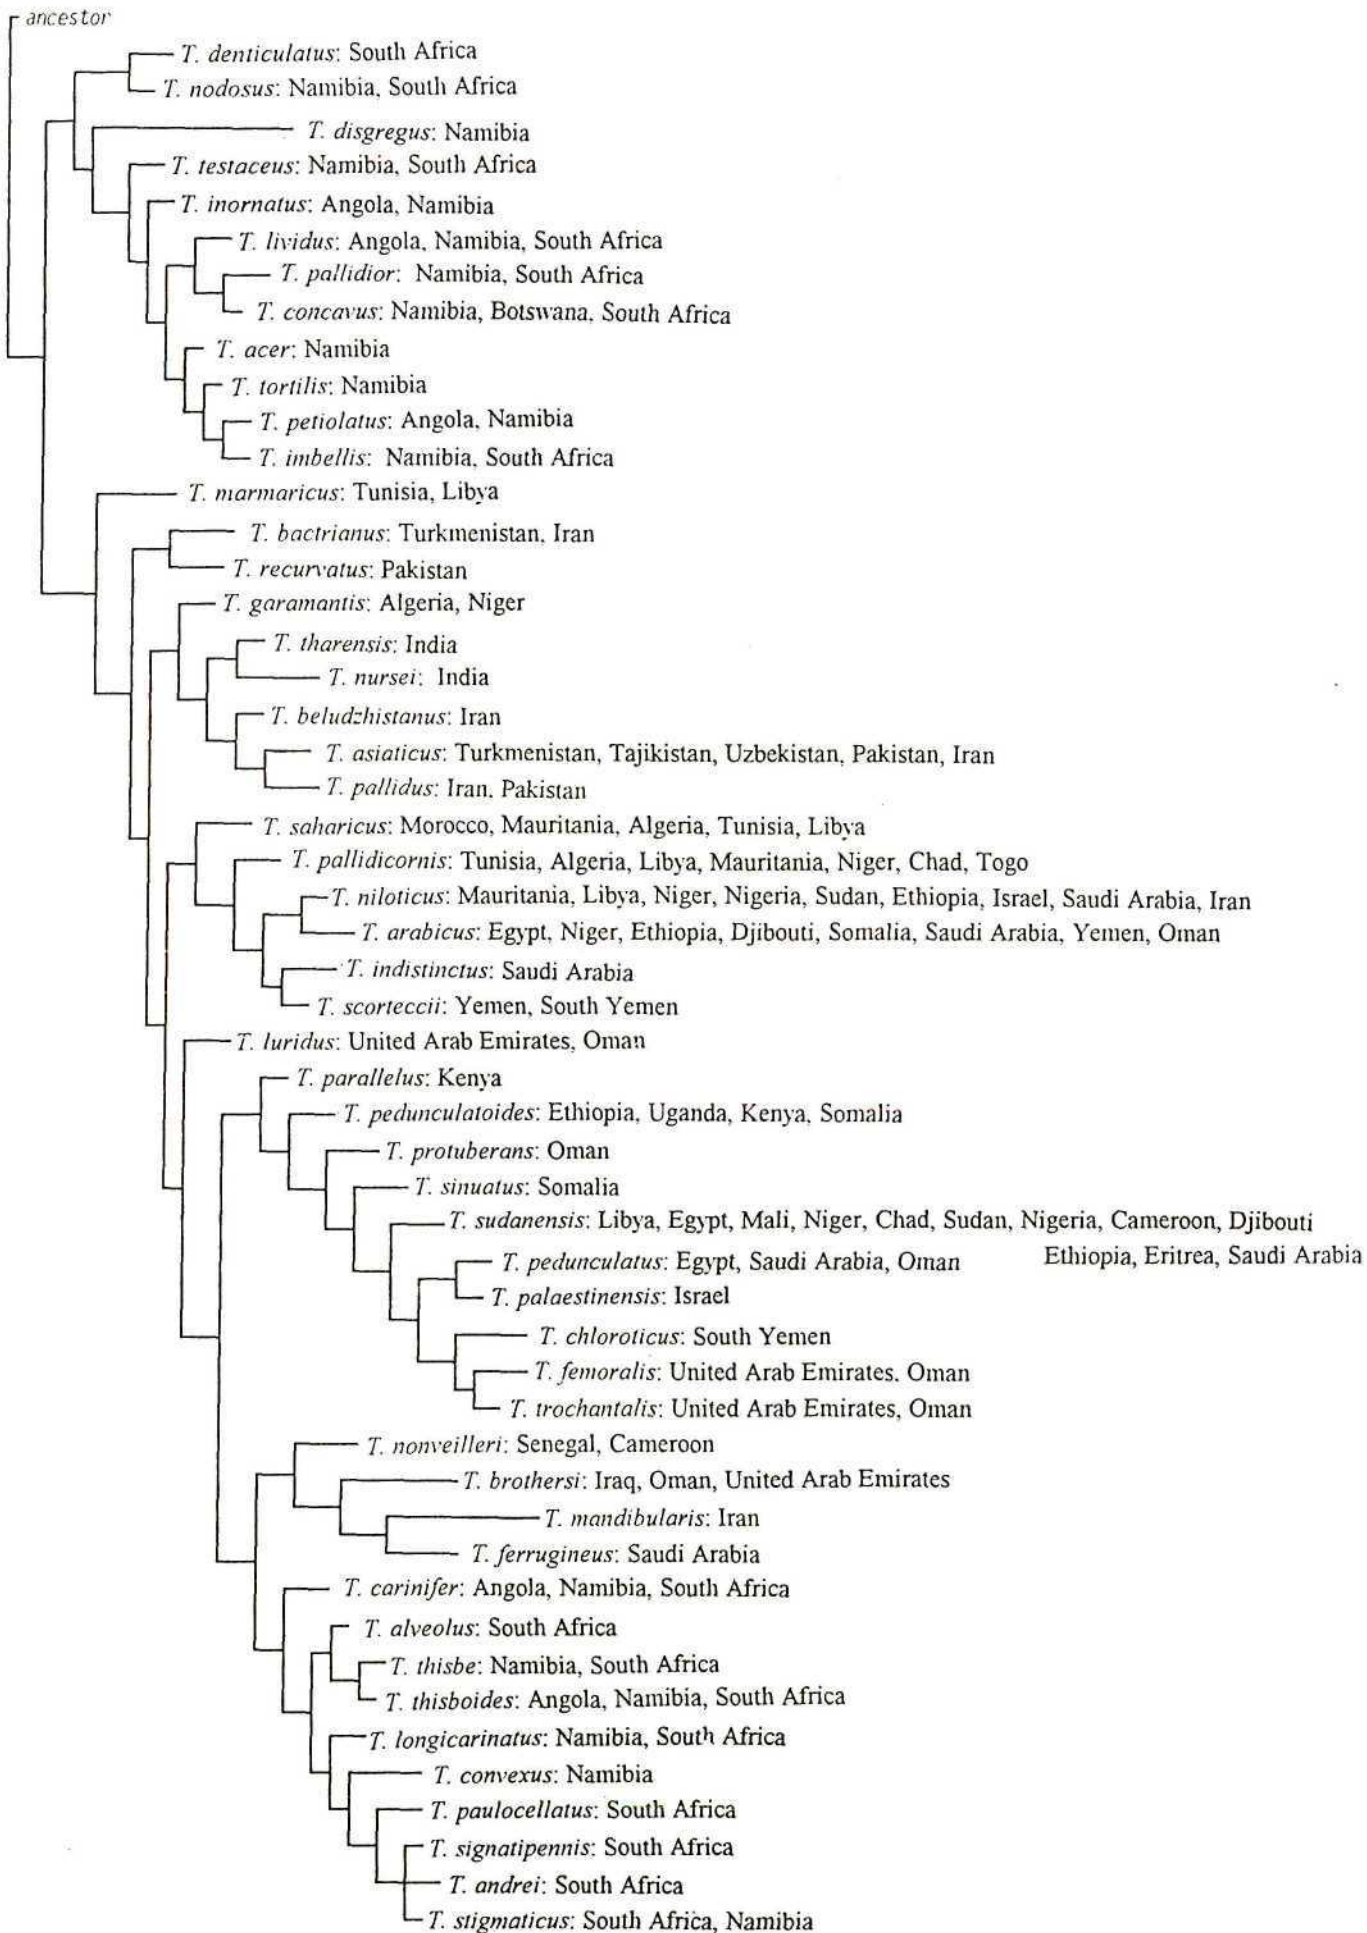 ancestor
T. denticulatus: South Africa
T. nodosus: Namibia, South Africa
T. disgregus: Namibia
T. testaceus: Namibia, South Africa
T. inornatus: Angola, Namibia
T. lividus: Angola, Namibia, South Africa
T. pallidior: Namibia, South Africa
T. concavus: Namibia, Botswana, South Africa
T. acer: Namibia
T. tortilis: Namibia
T. petiolatus: Angola, Namibia
T. imbellis: Namibia, South Africa
T. marmaricus: Tunisia, Libya
T. bactrianus: Turkmenistan, Iran
T. recurvatus: Pakistan
T. garamantis: Algeria, Niger
T. tharensis: India
T. nursei: India
T. beludzhistanus: Iran
T. asiaticus: Turkmenistan, Tajikistan, Uzbekistan, Pakistan, Iran
T. pallidus: Iran, Pakistan
T. saharicus: Morocco, Mauritania, Algeria, Tunisia, Libya
T. pallidicornis: Tunisia, Algeria, Libya, Mauritania, Niger, Chad, Togo
T. niloticus: Mauritania, Libya, Niger, Nigeria, Sudan, Ethiopia, Israel, Saudi Arabia, Iran
T. arabicus: Egypt, Niger, Ethiopia, Djibouti, Somalia, Saudi Arabia, Yemen, Oman
T. indistinctus: Saudi Arabia
T. scorteccii: Yemen, South Yemen
T. luridus: United Arab Emirates, Oman
T. parallelus: Kenya
T. pedunculatoides: Ethiopia, Uganda, Kenya, Somalia
T. protuberans: Oman
T. sinuatus: Somalia
T. sudanensis: Libya, Egypt, Mali, Niger, Chad, Sudan, Nigeria, Cameroon, Djibouti
Ethiopia, Eritrea, Saudi Arabia
T. pedunculatus: Egypt, Saudi Arabia, Oman
T. palaestinensis: Israel
T. chloroticus: South Yemen
T. femoralis: United Arab Emirates, Oman
T. trochantalis: United Arab Emirates, Oman
T. nonveilleri: Senegal, Cameroon
T. brothersi: Iraq, Oman, United Arab Emirates
T. mandibularis: Iran
T. ferrugineus: Saudi Arabia
T. carinifer: Angola, Namibia, South Africa
T. alveolus: South Africa
T. thisbe: Namibia, South Africa
T. thisboides: Angola, Namibia, South Africa
T. longicarinatus: Namibia, South Africa
T. convexus: Namibia
T. paulocellatus: South Africa
T. signatipennis: South Africa
T. andrei: South Africa
T. stigmaticus: South Africa, Namibia